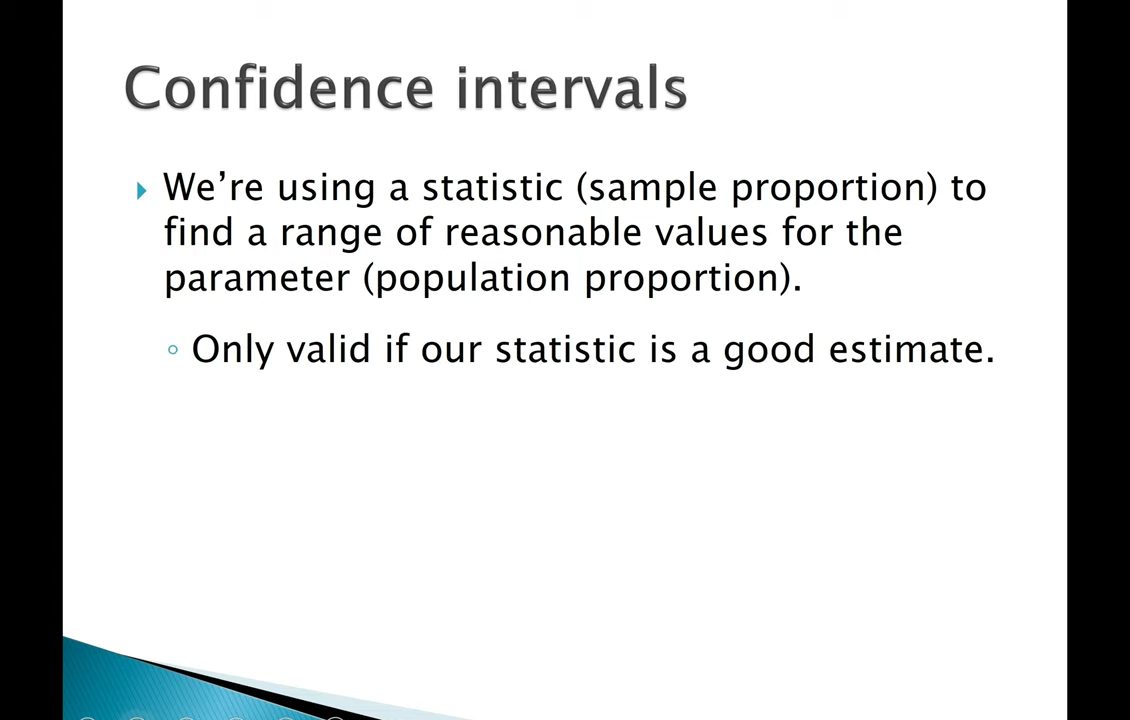 Confidence intervals
We’re using a statistic (sample proportion) to
find a range of reasonable values for the
parameter (population proportion).
Only valid if our statistic is a good estimate.